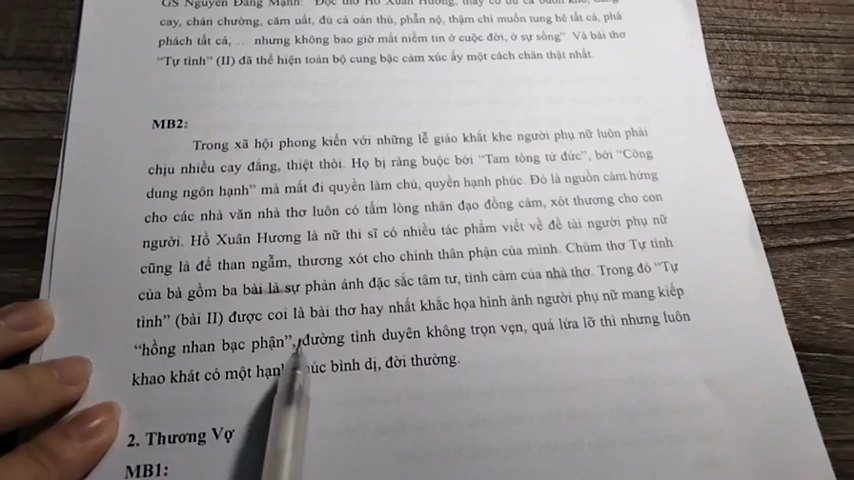 GS Nguyễn Đăng Mạnh: "Đọc thơ Hồ Xuân Hương, thấy có đủ cả buồn khổ, đắng
cay, chán chường, căm uất, đủ cả oán thù, phẫn nộ, thậm chí muốn tung hê tất cả, phá
phách tất cả, … nhưng không bao giờ mất niềm tin ở cuộc đời, ở sự sống". Và bài thơ
"Tự tình" (II) đã thể hiện toàn bộ cung bậc cảm xúc ấy một cách chân thật nhất.
MB2:
Trong xã hội phong kiến với những lễ giáo khắt khe người phụ nữ luôn phải
chịu nhiều cay đắng, thiệt thòi. Họ bị ràng buộc bởi "Tam tòng tứ đức", bởi "Công
dung ngôn hạnh" mà mất đi quyền làm chủ, quyền hạnh phúc. Đó là nguồn cảm hứng
cho các nhà văn nhà thơ luôn có tấm lòng nhân đạo đồng cảm, xót thương cho con
người. Hồ Xuân Hương là nữ thi sĩ có nhiều tác phẩm viết về đề tài người phụ nữ
cũng là để than ngẫm, thương xót cho chính thân phận của mình. Chùm thơ Tự tình
của bà gồm ba bài là sự phản ánh đặc sắc tâm tư, tình cảm của nhà thơ. Trong đó "Tự
tình" (bài II) được coi là bài thơ hay nhất khắc họa hình ảnh người phụ nữ mang kiếp
"hồng nhan bạc phận", đường tình duyên không trọn vẹn, quá lứa lỡ thì nhưng luôn
khao khát có một bình dị, đời thường.
2. Thương Vợ
MB1: